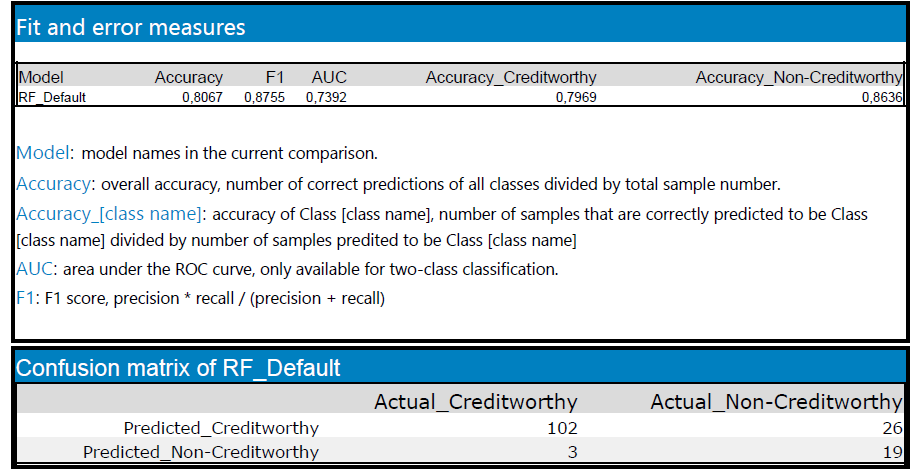 Fit and error measures
Model Accuracy F1 AUC Accuracy_Creditworthy Accuracy_Non-Creditworthy
RF_Default 0,8067 0,8755 0,7392 0,7969 0,8636
Model: model names in the current comparison.
Accuracy: overall accuracy, number of correct predictions of all classes divided by total sample number.
Accuracy_[class name]: accuracy of Class [class name], number of samples that are correctly predicted to be Class
[class name] divided by number of samples predited to be Class [class name]
AUC: area under the ROC curve, only available for two-class classification.
F1: F1 score, precision * recall / (precision + recall)
Confusion matrix of RF_Default
Actual_Creditworthy Actual_Non-Creditworthy
Predicted_Creditworthy 102 26
Predicted_Non-Creditworthy 3 19